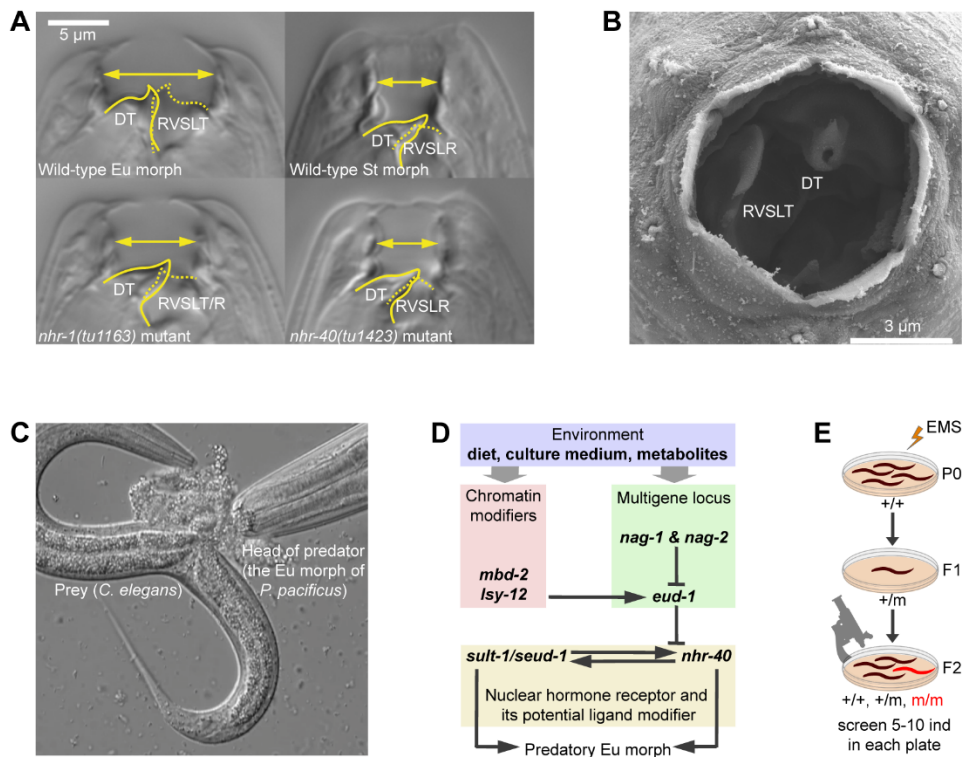 A
5 µm
DT
RVSLT
Wild-type Eu morph
DT
RVSLR
Wild-type St morph
DT
RVSLT/R
nhr-1(tu1163) mutant
DT
RVSLR
nhr-40(tu1423) mutant
B
DT
RVSLT
3 µm
C
Prey (C. elegans)
Head of predator
(the Eu morph of
P. pacificus)
D
Environment
diet, culture medium, metabolites
Chromatin
modifiers
mbd-2
lsy-12
Multigene locus
nag-1 & nag-2
eud-1
sult-1/seud-1
nhr-40
Nuclear hormone receptor and
its potential ligand modifier
Predatory Eu morph
E
EMS
P0
+/+
F1
+/m
F2
+/+, +/m, m/m
screen 5-10 ind
in each plate